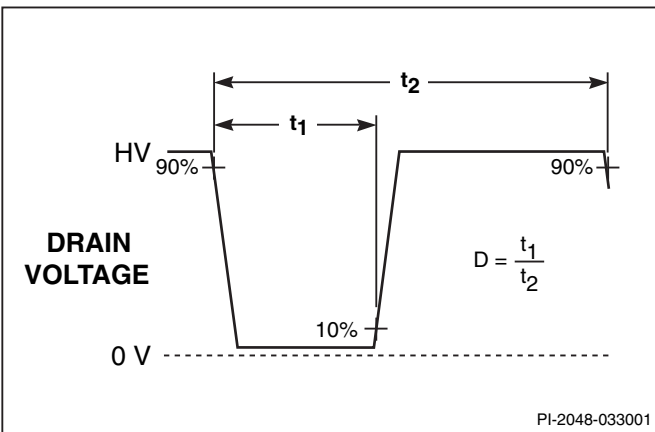 t2
t1
HV
90%
90%
DRAIN
VOLTAGE
D = t1
t2
10%
0 V
PI-2048-033001